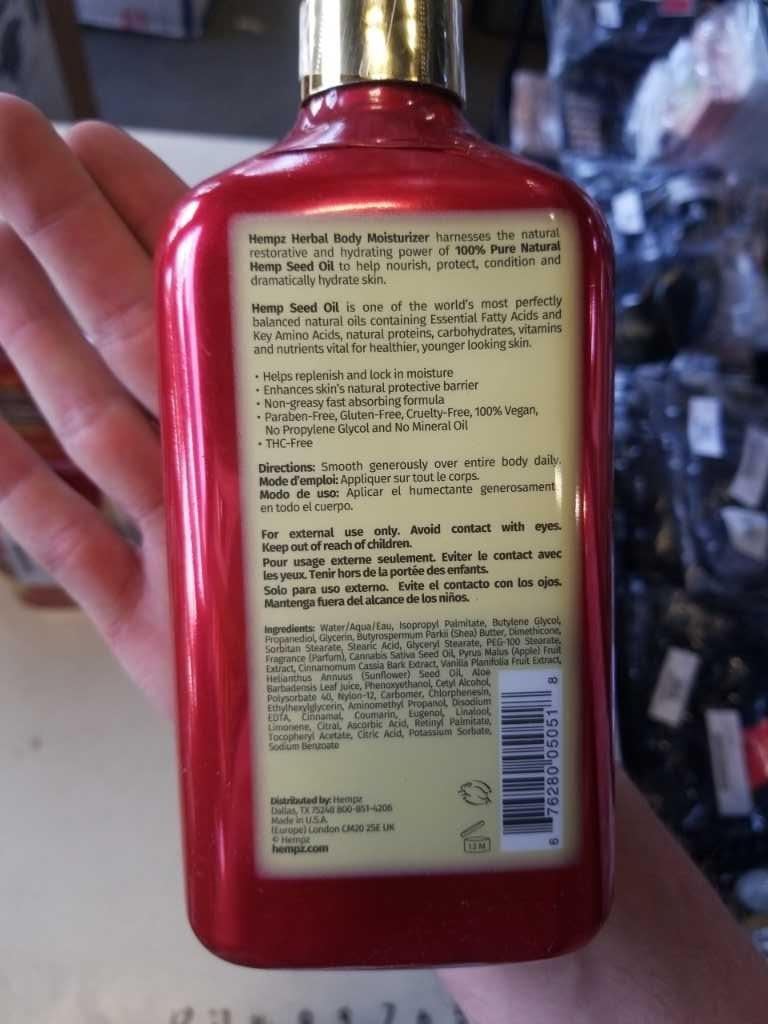 Hempz Herbal Body Moisturizer harnesses the natural
restorative and hydrating power of 100% Pure Natural
Hemp Seed Oil to help nourish, protect, condition and
dramatically hydrate skin.
Hemp Seed Oil is one of the world's most perfectly
balanced natural oils containing Essential Fatty Acids and
Key Amino Acids, natural proteins, carbohydrates, vitamins
and nutrients vital for healthier, younger looking skin.
• Helps replenish and lock in moisture
• Enhances skin's natural protective barrier
• Non-greasy fast absorbing formula
• Paraben-Free, Gluten-Free, Cruelty-Free, 100% Vegan,
No Propylene Glycol and No Mineral Oil
• THC-Free
Directions: Smooth generously over entire body daily.
Mode d'emploi: Appliquer sur tout le corps.
Modo de uso: Aplicar el humectante generosament
en todo el cuerpo.
For external use only. Avoid contact with eyes.
Keep out of reach of children.
Pour usage externe seulement. Eviter le contact avec
les yeux. Tenir hors de la portée des enfants.
Solo para uso externo. Evite el contacto con los ojos.
Mantenga fuera del alcance de los niños.
Ingredients: Water/Aqua/Eau, Isopropyl Palmitate, Butylene Glycol,
Propanediol, Glycerin, Butyrospermum Parkii (Shea) Butter, Dimethicone,
Sorbitan Stearate, Stearic Acid, Glyceryl Stearate, PEG-100 Stearate,
Fragrance (Parfum), Cannabis Sativa Seed Oil, Pyrus Malus (Apple) Fruit
Extract, Cinnamomum Cassia Bark Extract, Vanilla Planifolia Fruit Extract,
Helianthus Annuus (Sunflower) Seed Oil, Aloe
Barbadensis Leaf Juice, Phenoxyethanol, Cetyl Alcohol,
Polysorbate 40, Nylon-12, Carbomer, Chlorphenesin,
Ethylhexylglycerin, Aminomethyl Propanol, Disodium
EDTA, Cinnamal, Coumarin, Eugenol, Linalool,
Limonene, Citral, Ascorbic Acid, Retinyl Palmitate,
Tocopheryl Acetate, Citric Acid, Potassium Sorbate,
Sodium Benzoate
Distributed by: Hempz
Dallas, TX 75248 800-851-4206
Made in U.S.A.
(Europe) London CM20 2SE UK
© Hempz
hempz.com
12 M
6 76280 05051 8